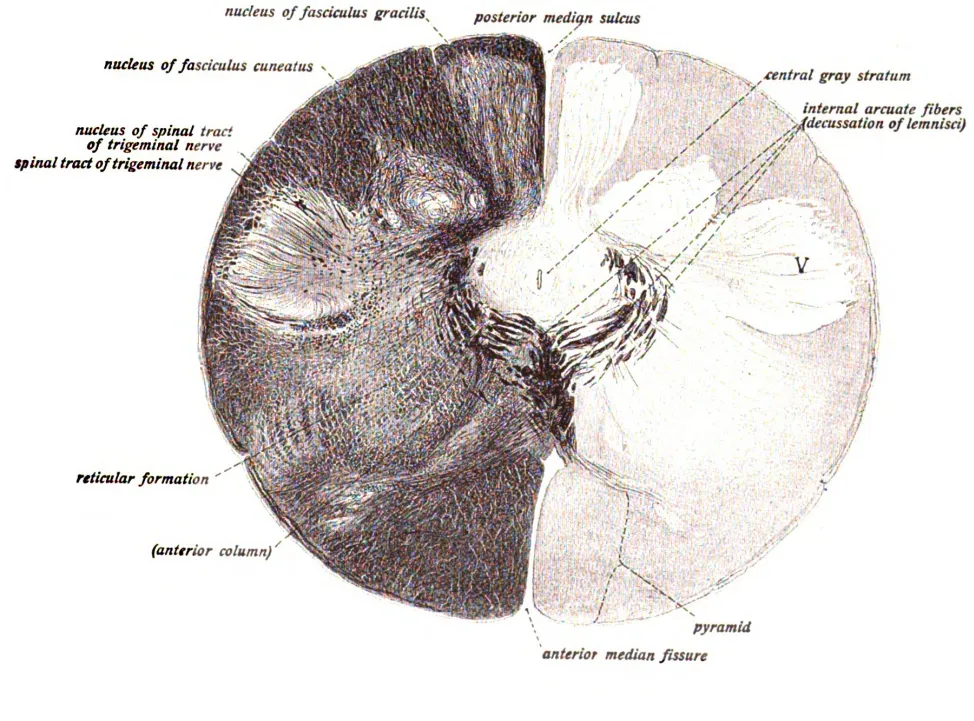 nucleus of fasciculus gracilis
posterior median sulcus
nucleus of fasciculus cuneatus
central gray stratum
internal arcuate fibers
(decussation of lemnisci)
nucleus of spinal tract
of trigeminal nerve
spinal tract of trigeminal nerve
V
reticular formation
(anterior column)
pyramid
anterior median fissure